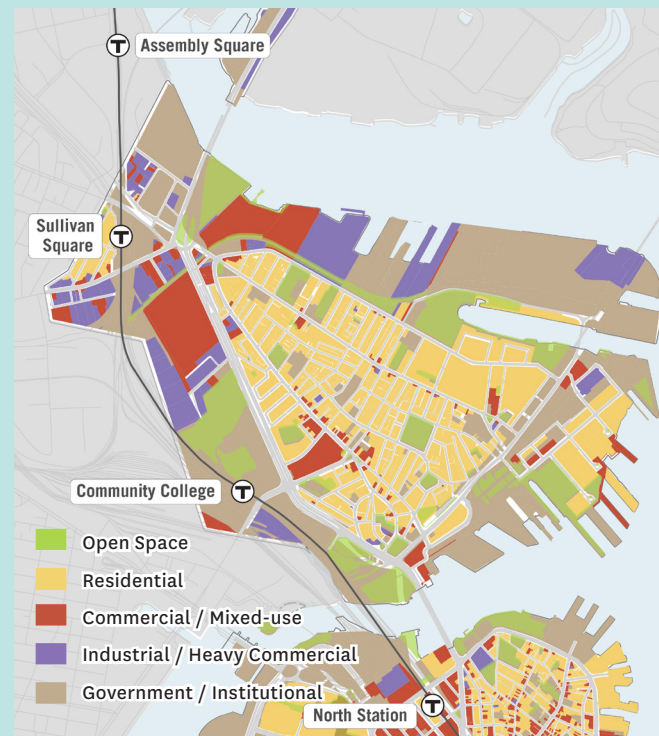 T
Assembly Square
Sullivan
Square
T
Community College
T
Open Space
Residential
Commercial / Mixed-use
Industrial / Heavy Commercial
Government / Institutional
North Station
T